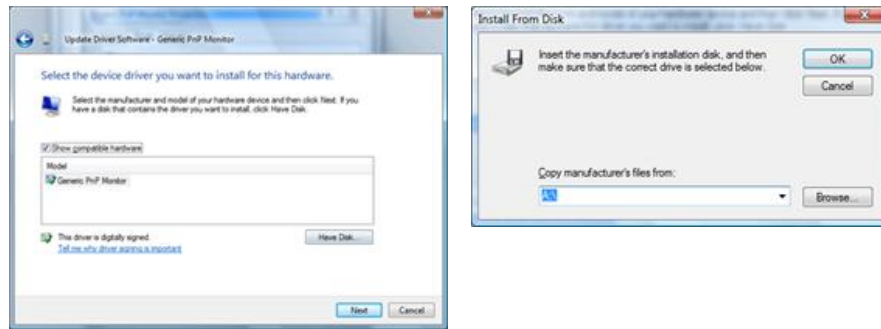 Update Driver Software - Generic PnP Monitor
Select the device driver you want to install for this hardware.
Select the manufacturer and model of your hardware device and then click Next. If you
have a disk that contains the driver you want to install, click Have Disk.
Show compatible hardware
Model
Generic PnP Monitor
This driver is digitally signed.
Tell me why driver signing is important
Have Disk...
Next
Cancel
Install From Disk
Insert the manufacturer's installation disk, and then
make sure that the correct drive is selected below.
OK
Cancel
Copy manufacturer's files from:
A:\
Browse...